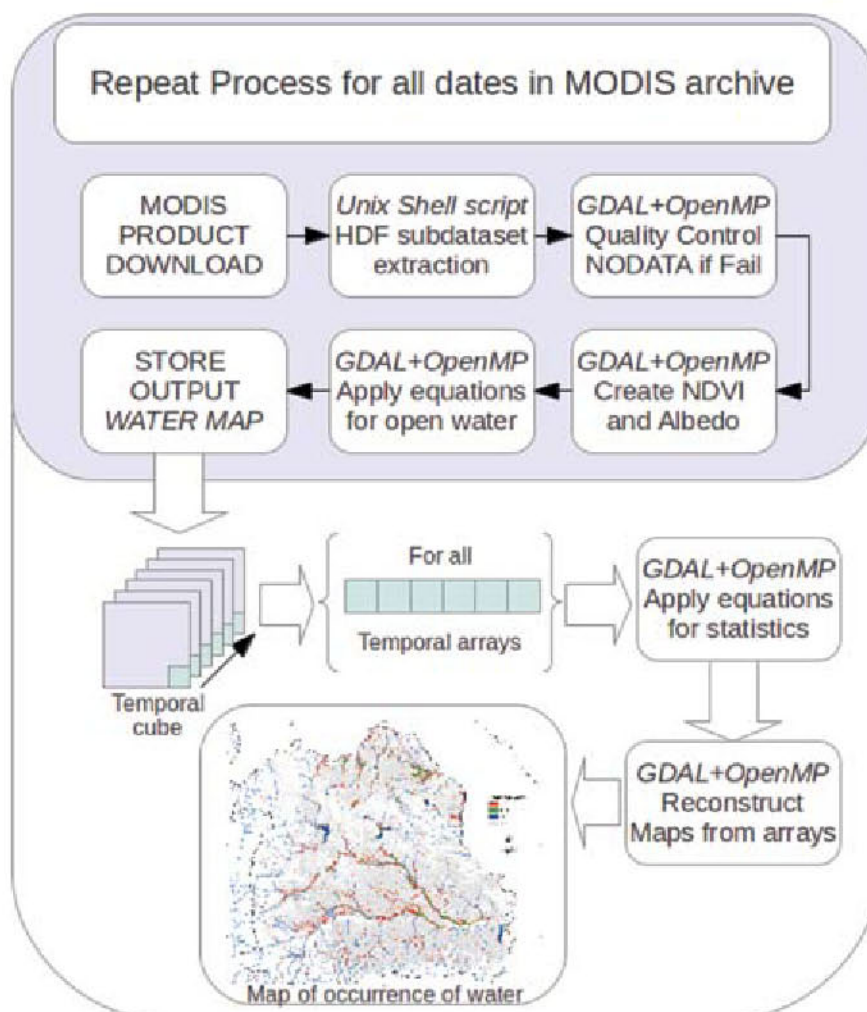 Repeat Process for all dates in MODIS archive
MODIS
PRODUCT
DOWNLOAD
Unix Shell script
HDF subdataset
extraction
GDAL+OpenMP
Quality Control
NODATA if Fail
STORE
OUTPUT
WATER MAP
GDAL+OpenMP
Apply equations
for open water
GDAL+OpenMP
Create NDVI
and Albedo
Temporal
cube
For all
Temporal arrays
GDAL+OpenMP
Apply equations
for statistics
GDAL+OpenMP
Reconstruct
Maps from arrays
Map of occurrence of water